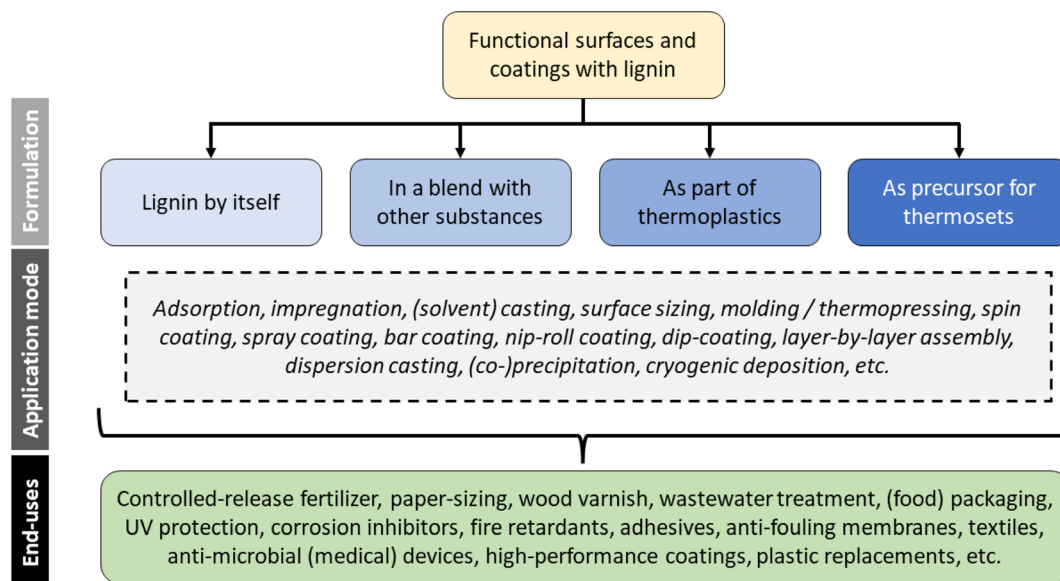 Functional surfaces and
coatings with lignin
Formulation
Lignin by itself
In a blend with
other substances
As part of
thermoplastics
As precursor for
thermosets
Application mode
Adsorption, impregnation, (solvent) casting, surface sizing, molding / thermopressing, spin
coating, spray coating, bar coating, nip-roll coating, dip-coating, layer-by-layer assembly,
dispersion casting, (co-)precipitation, cryogenic deposition, etc.
End-uses
Controlled-release fertilizer, paper-sizing, wood varnish, wastewater treatment, (food) packaging,
UV protection, corrosion inhibitors, fire retardants, adhesives, anti-fouling membranes, textiles,
anti-microbial (medical) devices, high-performance coatings, plastic replacements, etc.